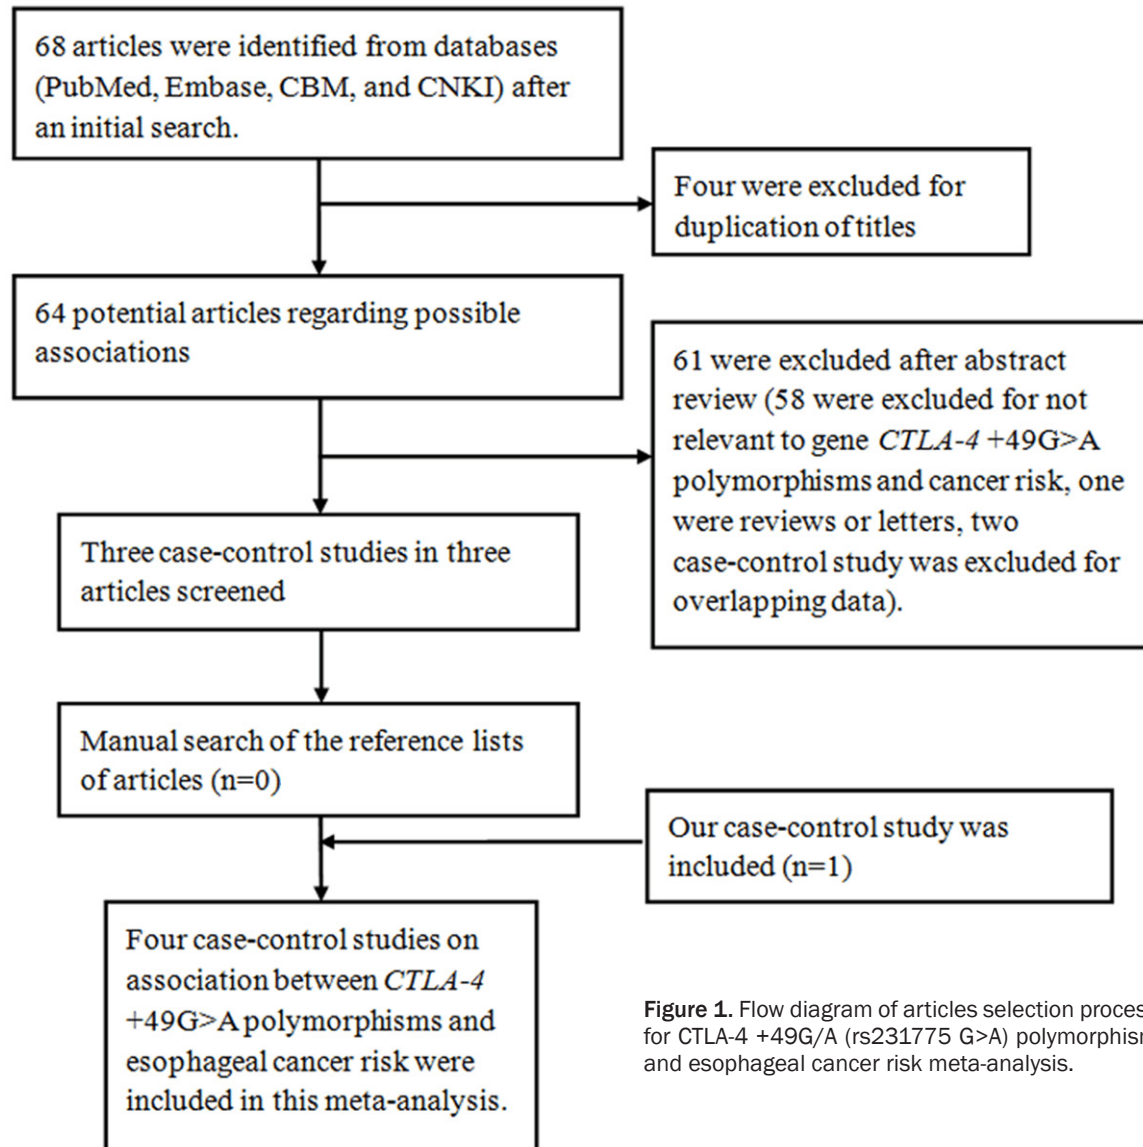 68 articles were identified from databases
(PubMed, Embase, CBM, and CNKI) after
an initial search.
Four were excluded for
duplication of titles
64 potential articles regarding possible
associations
61 were excluded after abstract
review (58 were excluded for not
relevant to gene CTLA-4 +49G>A
polymorphisms and cancer risk, one
were reviews or letters, two
case-control study was excluded for
overlapping data).
Three case-control studies in three
articles screened
Manual search of the reference lists
of articles (n=0)
Our case-control study was
included (n=1)
Four case-control studies on
association between CTLA-4
+49G>A polymorphisms and
esophageal cancer risk were
included in this meta-analysis.
Figure 1. Flow diagram of articles selection proces
for CTLA-4 +49G/A (rs231775 G>A) polymorphism
and esophageal cancer risk meta-analysis.